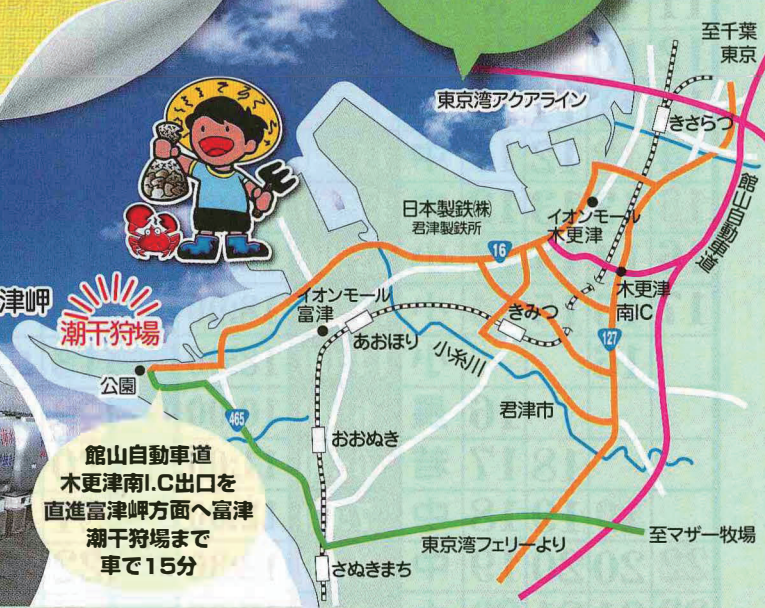 至千葉
東京
東京湾アクアライン
きさらづ
館山自動車道
日本製鉄(株)
君津製鉄所
イオンモール
木更津
16
木更津
南IC
津岬
潮干狩場
イオンモール
富津
あおほり
きみつ
127
小糸川
公園
465
君津市
おおぬき
館山自動車道
木更津南I.C出口を
直進富津岬方面へ富津
潮干狩場まで
車で15分
東京湾フェリーより
至マザー牧場
さぬきまち